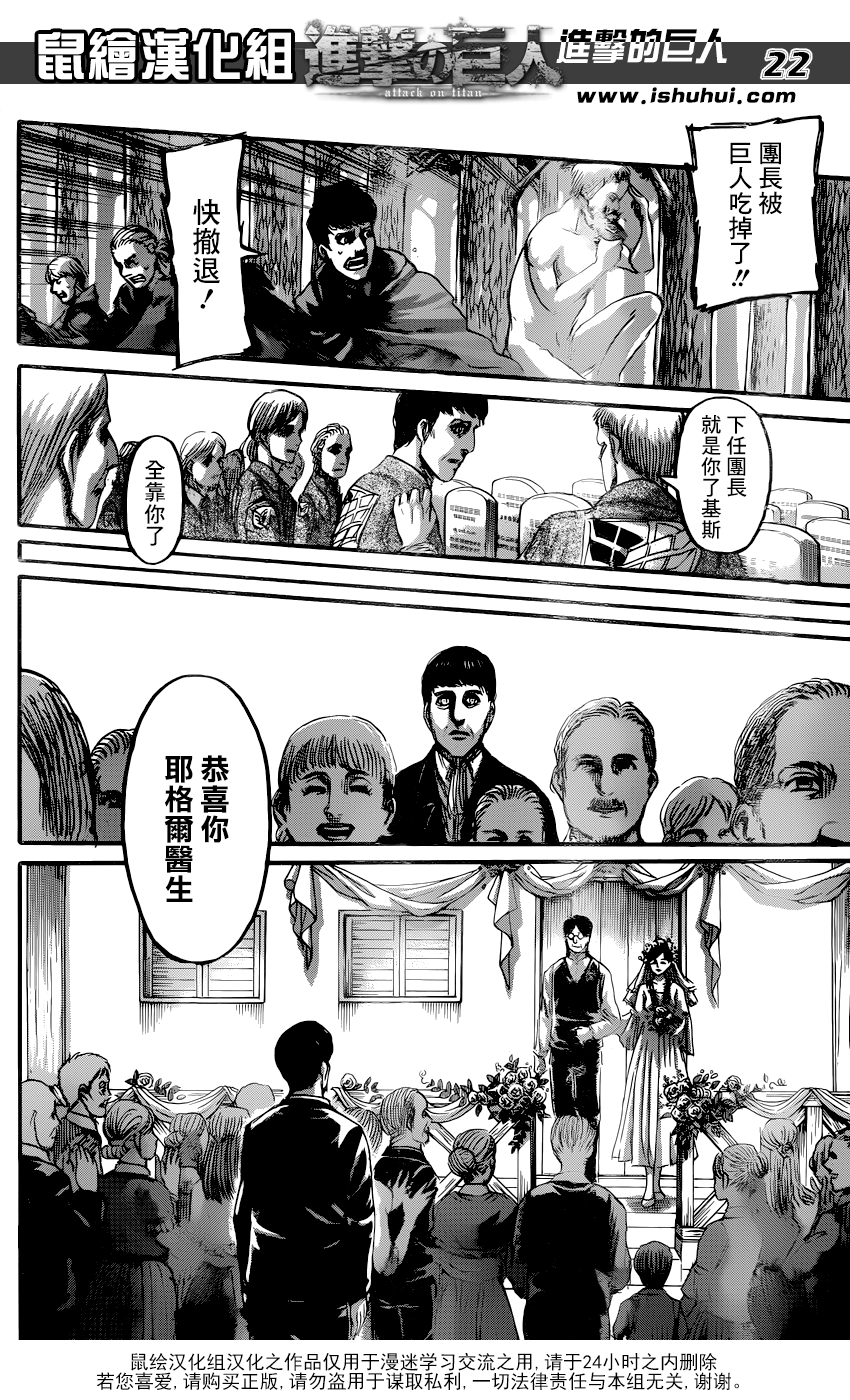 鼠繪漢化組
進撃の巨人
attack on titan
進撃的巨人
22
www.ishuhui.com
團長被
巨人吃掉了!!
快撤退!
下任團長
就是你了基斯
全靠你了
恭喜你
耶格爾醫生
鼠绘汉化组汉化之作品仅用于漫迷学习交流之用,请于24小时之内删除
若您喜爱,请购买正版,请勿盗用于谋取私利,一切法律责任与本组无关,谢谢。